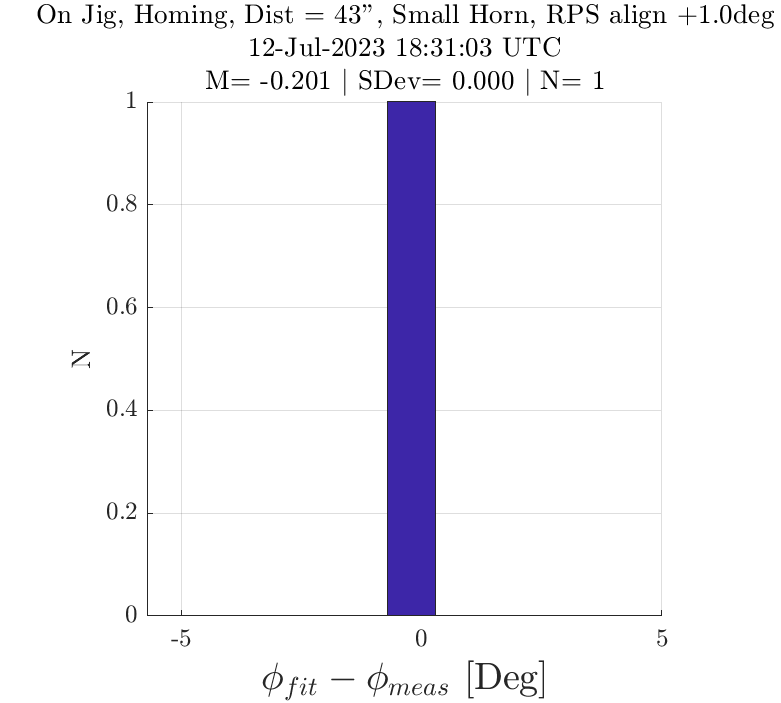 On Jig, Homing, Dist = 43”, Small Horn, RPS align +1.0deg
12-Jul-2023 18:31:03 UTC
M= -0.201 | SDev= 0.000 | N= 1
1
0.8
0.6
0.4
0.2
0
N
-5 0 5
ϕfit − ϕmeas [Deg]